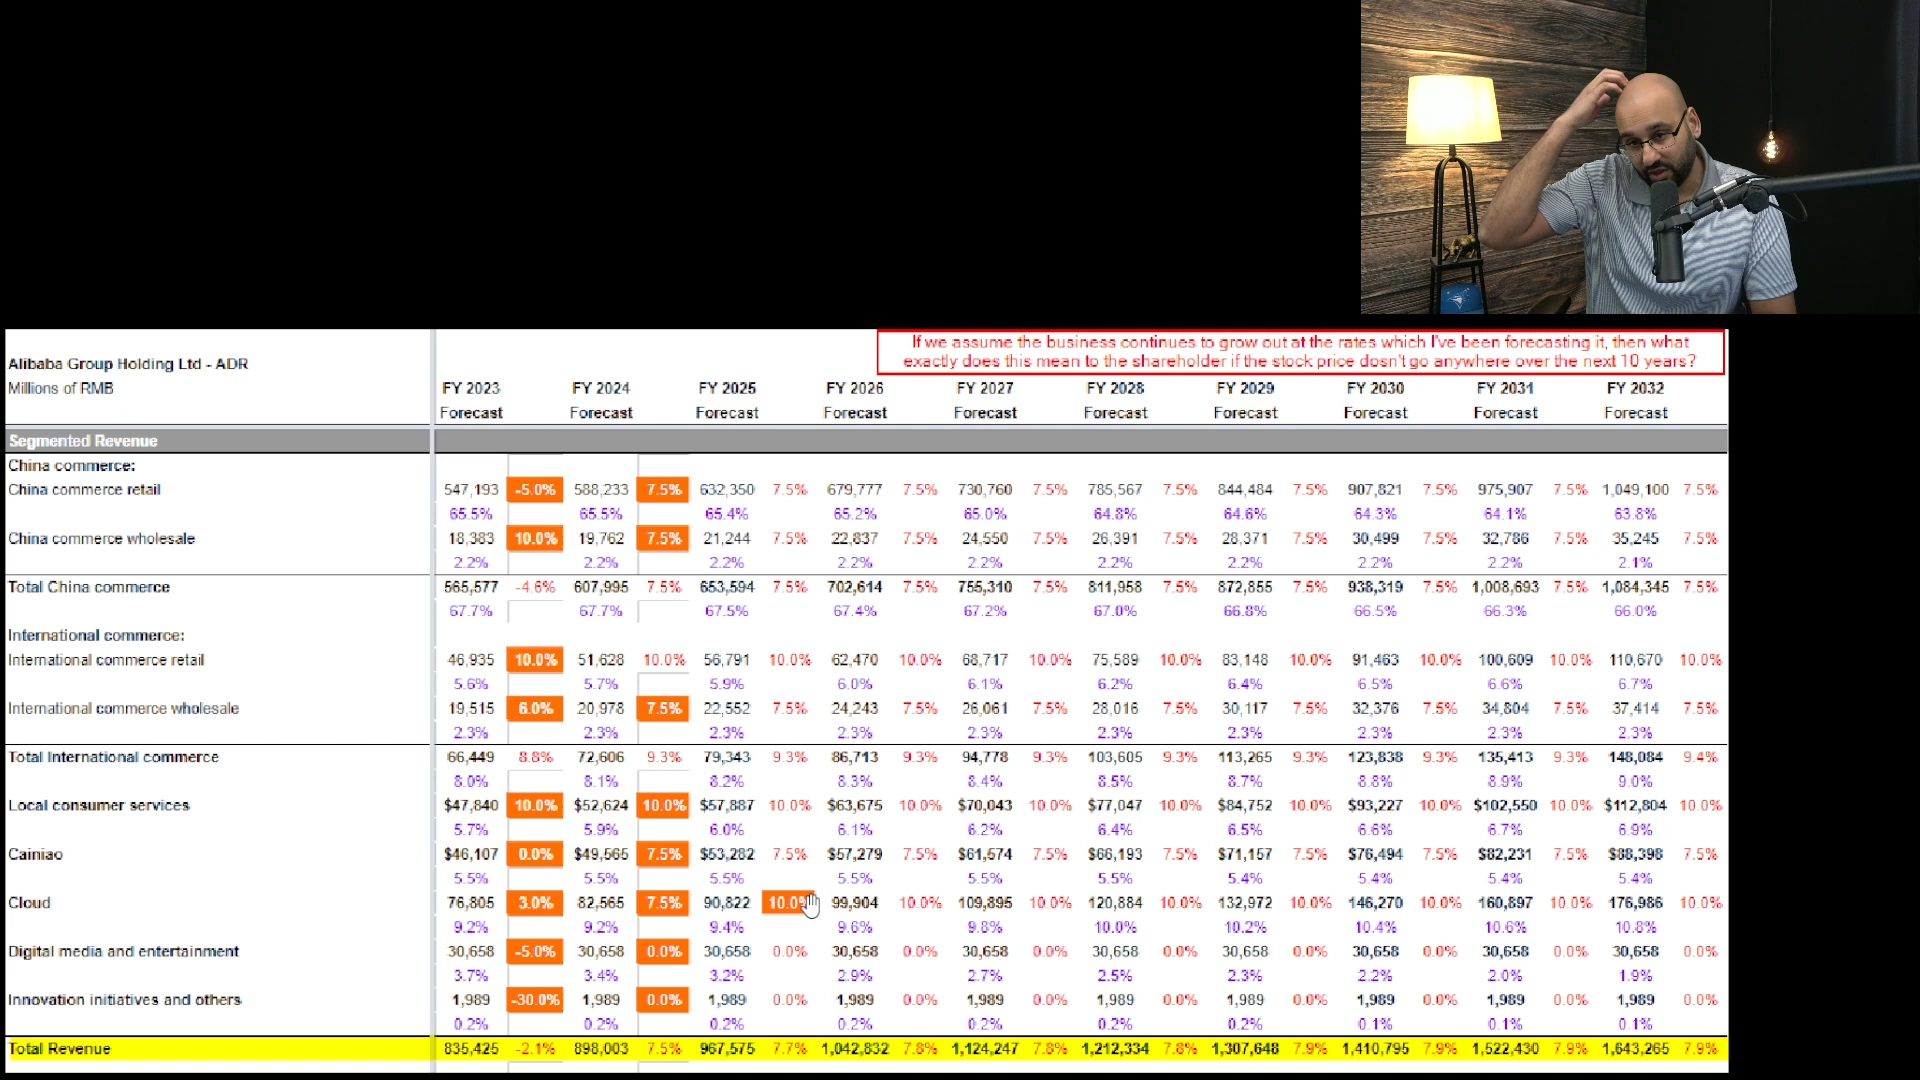 If we assume the business continues to grow out at the rates which I've been forecasting it, then what
exactly does this mean to the shareholder if the stock price dosn't go anywhere over the next 10 years?
Alibaba Group Holding Ltd - ADR
Millions of RMB FY 2023 FY 2024 FY 2025 FY 2026 FY 2027 FY 2028 FY 2029 FY 2030 FY 2031 FY 2032
Forecast Forecast Forecast Forecast Forecast Forecast Forecast Forecast Forecast Forecast
Segmented Revenue
China commerce:
China commerce retail 547,193 -5.0% 588,233 7.5% 632,350 7.5% 679,777 7.5% 730,760 7.5% 785,567 7.5% 844,484 7.5% 907,821 7.5% 975,907 7.5% 1,049,100 7.5%
65.5% 65.5% 65.4% 65.2% 65.0% 64.8% 64.6% 64.3% 64.1% 63.8%
China commerce wholesale 18,383 10.0% 19,762 7.5% 21,244 7.5% 22,837 7.5% 24,550 7.5% 26,391 7.5% 28,371 7.5% 30,499 7.5% 32,786 7.5% 35,245 7.5%
2.2% 2.2% 2.2% 2.2% 2.2% 2.2% 2.2% 2.2% 2.2% 2.1%
Total China commerce 565,577 -4.6% 607,995 7.5% 653,594 7.5% 702,614 7.5% 755,310 7.5% 811,958 7.5% 872,855 7.5% 938,319 7.5% 1,008,693 7.5% 1,084,345 7.5%
67.7% 67.7% 67.5% 67.4% 67.2% 67.0% 66.8% 66.5% 66.3% 66.0%
International commerce:
International commerce retail 46,935 10.0% 51,628 10.0% 56,791 10.0% 62,470 10.0% 68,717 10.0% 75,589 10.0% 83,148 10.0% 91,463 10.0% 100,609 10.0% 110,670 10.0%
5.6% 5.7% 5.9% 6.0% 6.1% 6.2% 6.4% 6.5% 6.6% 6.7%
International commerce wholesale 19,515 6.0% 20,978 7.5% 22,552 7.5% 24,243 7.5% 26,061 7.5% 28,016 7.5% 30,117 7.5% 32,376 7.5% 34,804 7.5% 37,414 7.5%
2.3% 2.3% 2.3% 2.3% 2.3% 2.3% 2.3% 2.3% 2.3% 2.3%
Total International commerce 66,449 8.8% 72,606 9.3% 79,343 9.3% 86,713 9.3% 94,778 9.3% 103,605 9.3% 113,265 9.3% 123,838 9.3% 135,413 9.3% 148,084 9.4%
8.0% 8.1% 8.2% 8.3% 8.4% 8.5% 8.7% 8.8% 8.9% 9.0%
Local consumer services $47,840 10.0% $52,624 10.0% $57,887 10.0% $63,675 10.0% $70,043 10.0% $77,047 10.0% $84,752 10.0% $93,227 10.0% $102,550 10.0% $112,804 10.0%
5.7% 5.9% 6.0% 6.1% 6.2% 6.4% 6.5% 6.6% 6.7% 6.9%
Cainiao $46,107 0.0% $49,565 7.5% $53,282 7.5% $57,279 7.5% $61,574 7.5% $66,193 7.5% $71,157 7.5% $76,494 7.5% $82,231 7.5% $88,398 7.5%
5.5% 5.5% 5.5% 5.5% 5.5% 5.5% 5.4% 5.4% 5.4% 5.4%
Cloud 76,805 3.0% 82,565 7.5% 90,822 10.0% 99,904 10.0% 109,895 10.0% 120,884 10.0% 132,972 10.0% 146,270 10.0% 160,897 10.0% 176,986 10.0%
9.2% 9.2% 9.4% 9.6% 9.8% 10.0% 10.2% 10.4% 10.6% 10.8%
Digital media and entertainment 30,658 -5.0% 30,658 0.0% 30,658 0.0% 30,658 0.0% 30,658 0.0% 30,658 0.0% 30,658 0.0% 30,658 0.0% 30,658 0.0% 30,658 0.0%
3.7% 3.4% 3.2% 2.9% 2.7% 2.5% 2.3% 2.2% 2.0% 1.9%
Innovation initiatives and others 1,989 -30.0% 1,989 0.0% 1,989 0.0% 1,989 0.0% 1,989 0.0% 1,989 0.0% 1,989 0.0% 1,989 0.0% 1,989 0.0% 1,989 0.0%
0.2% 0.2% 0.2% 0.2% 0.2% 0.2% 0.2% 0.1% 0.1% 0.1%
Total Revenue 835,425 -2.1% 898,003 7.5% 967,575 7.7% 1,042,832 7.8% 1,124,247 7.8% 1,212,334 7.8% 1,307,648 7.9% 1,410,795 7.9% 1,522,430 7.9% 1,643,265 7.9%